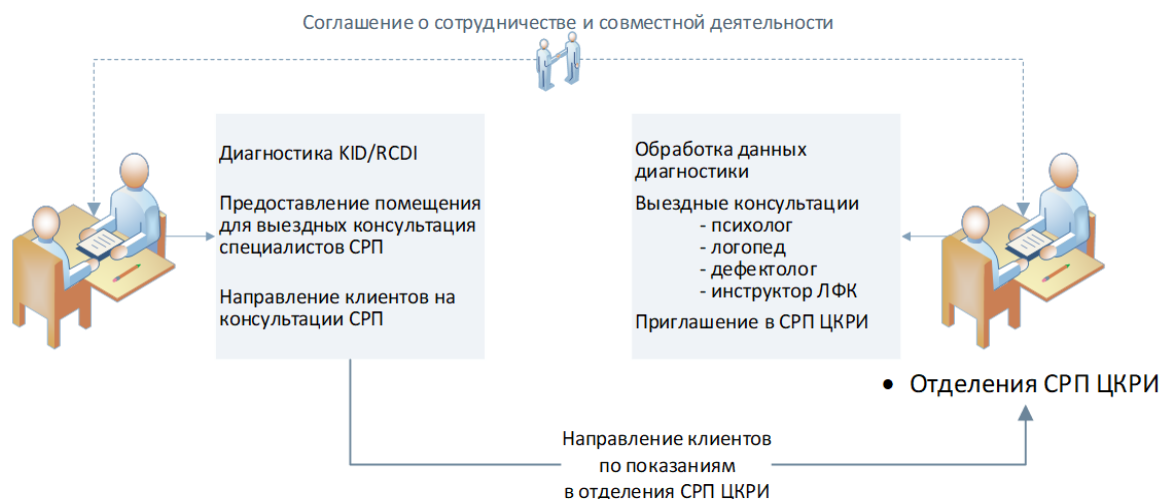 Соглашение о сотрудничестве и совместной деятельности
Диагностика KID/RCDI
Предоставление помещения
для выездных консультация
специалистов СРП
Направление клиентов на
консультации СРП
Обработка данных
диагностики
Выездные консультации
- психолог
- логопед
- дефектолог
- инструктор ЛФК
Приглашение в СРП ЦКРИ
• Отделения СРП ЦКРИ
Направление клиентов
по показаниям
в отделения СРП ЦКРИ